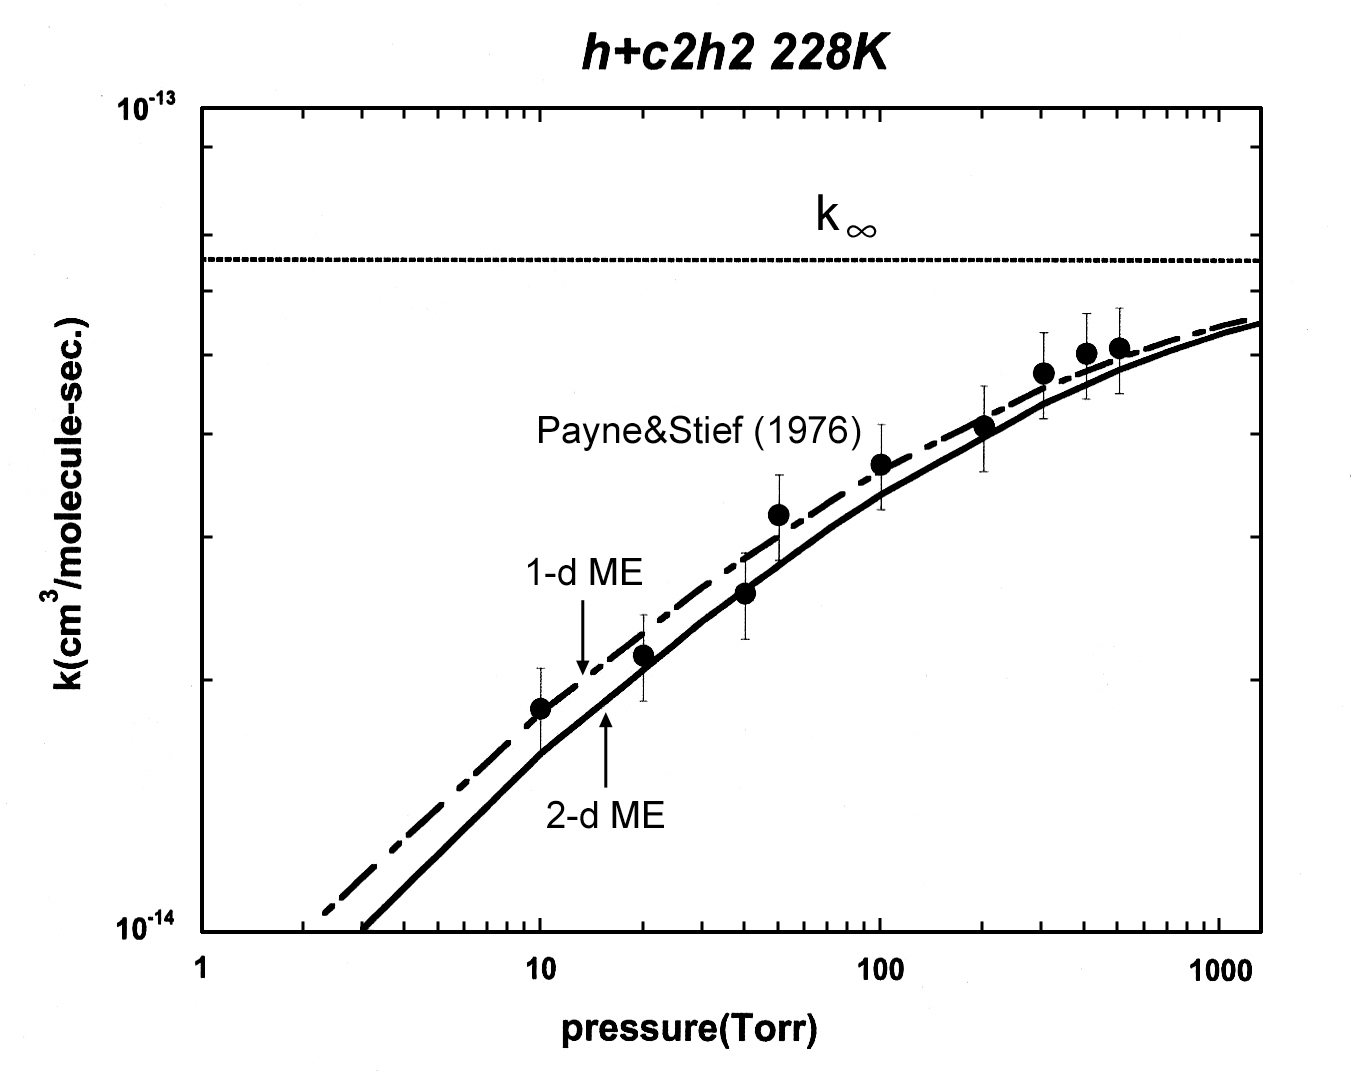 h+c2h2 228K
10-13
k∞
Payne&Stief (1976)
1-d ME
2-d ME
k(cm3/molecule-sec.)
10-14
1 10 100 1000
pressure(Torr)